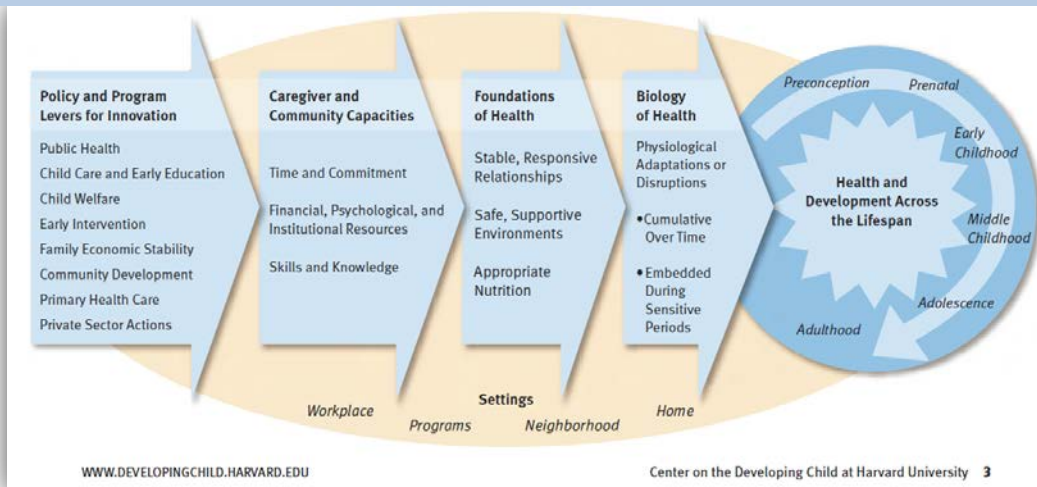 Policy and Program
Levers for Innovation
Public Health
Child Care and Early Education
Child Welfare
Early Intervention
Family Economic Stability
Community Development
Primary Health Care
Private Sector Actions
Caregiver and
Community Capacities
Time and Commitment
Financial, Psychological, and
Institutional Resources
Skills and Knowledge
Foundations
of Health
Stable, Responsive
Relationships
Safe, Supportive
Environments
Appropriate
Nutrition
Biology
of Health
Physiological
Adaptations or
Disruptions
•Cumulative
Over Time
•Embedded
During
Sensitive
Periods
Preconception
Prenatal
Early
Childhood
Middle
Childhood
Adolescence
Adulthood
Health and
Development Across
the Lifespan
Settings
Workplace
Programs
Neighborhood
Home
WWW.DEVELOPINGCHILD.HARVARD.EDU
Center on the Developing Child at Harvard University 3